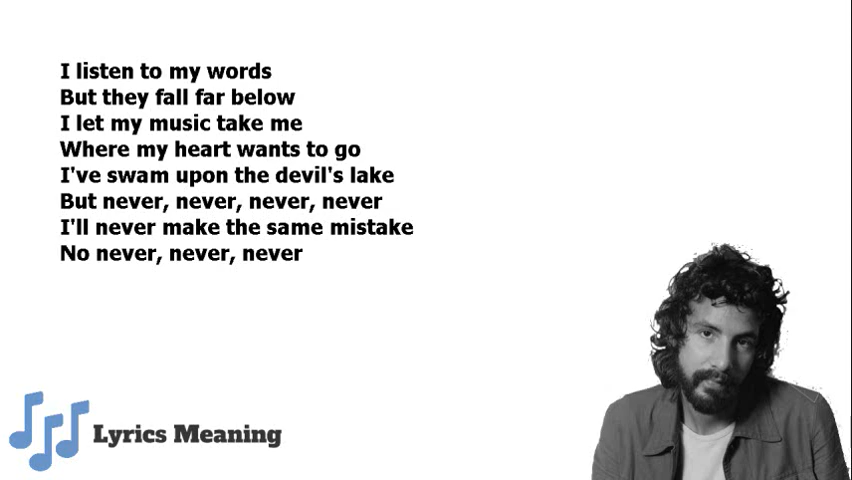 I listen to my words
But they fall far below
I let my music take me
Where my heart wants to go
I've swam upon the devil's lake
But never, never, never, never
I'll never make the same mistake
No never, never, never
Lyrics Meaning